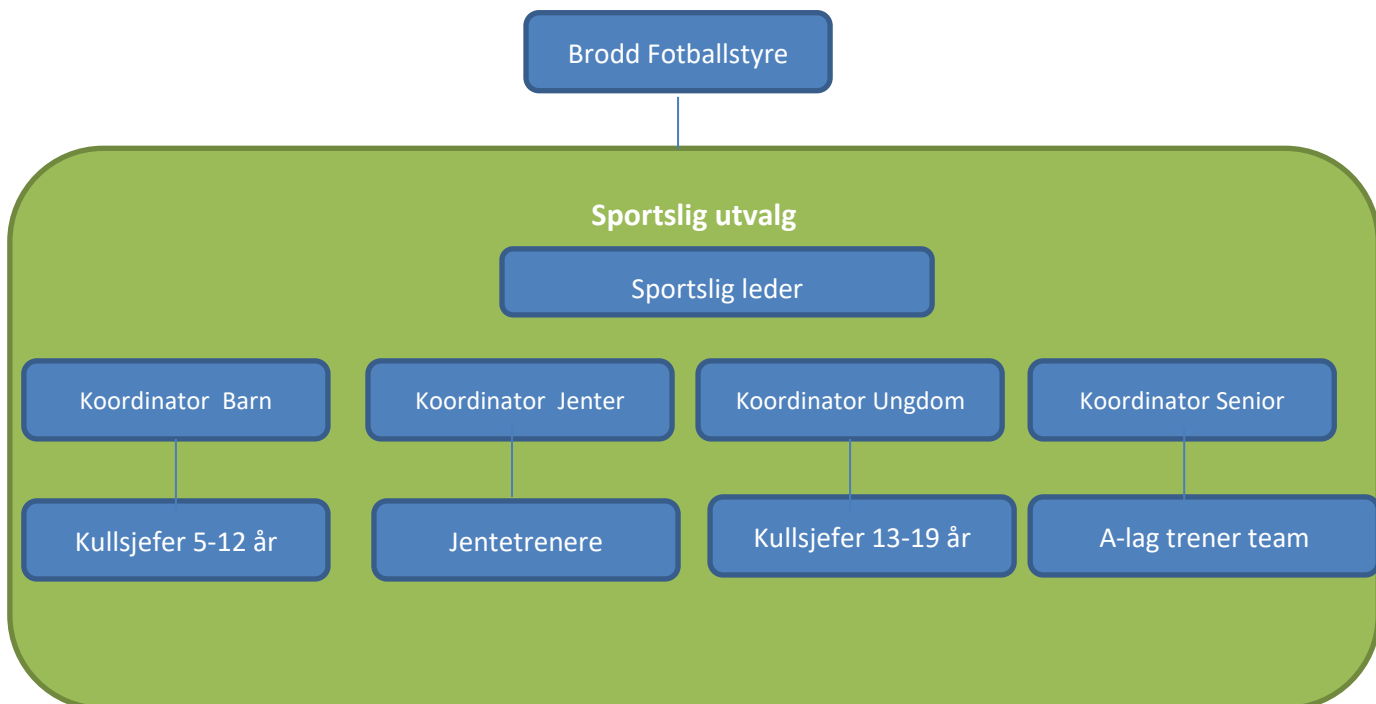 Brodd Fotballstyre
Sportslig utvalg
Sportslig leder
Koordinator  Barn
Koordinator  Jenter
Koordinator Ungdom
Koordinator Senior
Kullsjefer 5-12 år
Jentetrenere
Kullsjefer 13-19 år
A-lag trener team